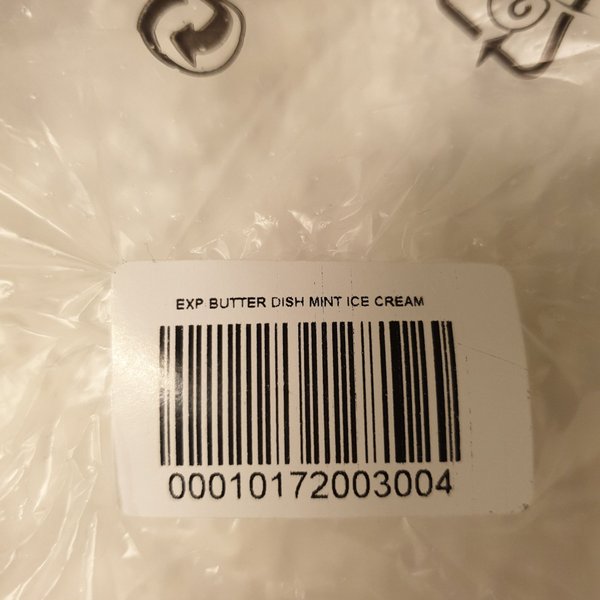 EXP BUTTER DISH MINT ICE CREAM
00010172003004